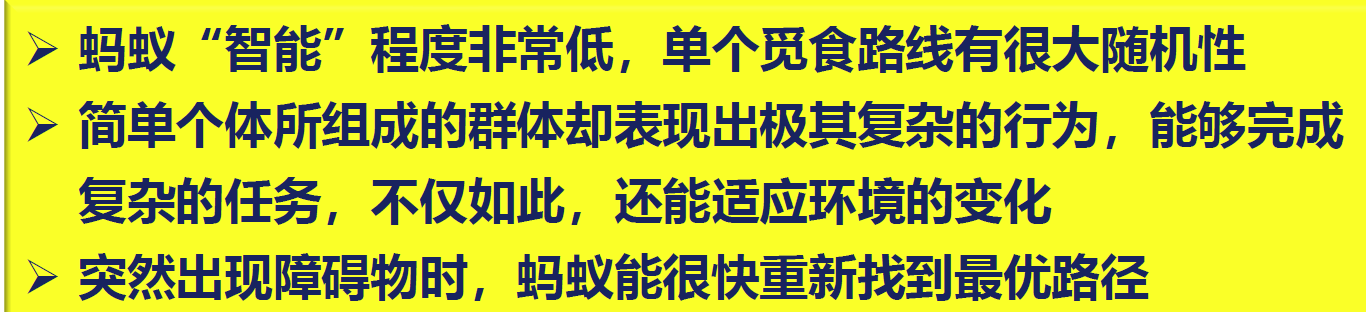 ➢ 蚂蚁“智能”程度非常低，单个觅食路线有很大随机性
➢ 简单个体所组成的群体却表现出极其复杂的行为，能够完成
复杂的任务，不仅如此，还能适应环境的变化
➢ 突然出现障碍物时，蚂蚁能很快重新找到最优路径